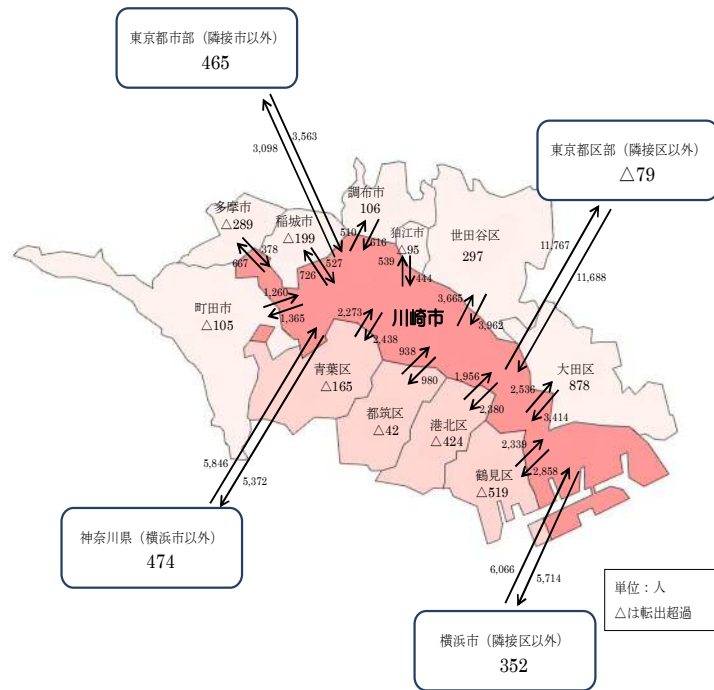 東京都市部（隣接市以外）
465
3,563
3,098
東京都区部（隣接区以外）
△79
11,767
11,688
多摩市
△289
378
667
稲城市
△199
527
726
調布市
106
510
616
狛江市
△95
539
444
世田谷区
297
3,665
3,962
町田市
△105
1,260
1,365
川崎市
2,273
2,438
青葉区
△165
938
980
都筑区
△42
1,956
2,380
港北区
△424
大田区
878
2,536
3,414
2,339
2,858
鶴見区
△519
5,846
5,372
神奈川県（横浜市以外）
474
6,066
5,714
横浜市（隣接区以外）
352
単位：人
△は転出超過